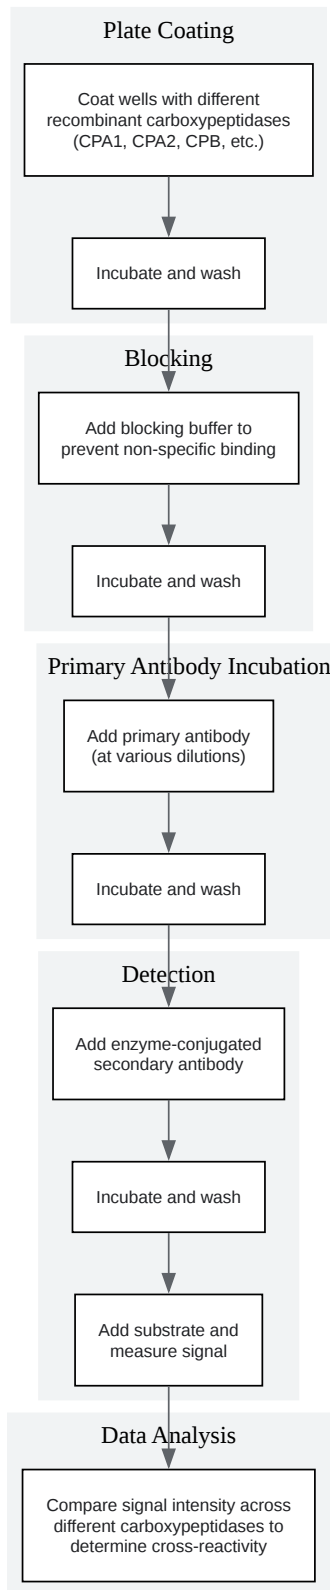 Plate Coating
Coat wells with different
recombinant carboxypeptidases
(CPA1, CPA2, CPB, etc.)
Incubate and wash
Blocking
Add blocking buffer to
prevent non-specific binding
Incubate and wash
Primary Antibody Incubation
Add primary antibody
(at various dilutions)
Incubate and wash
Detection
Add enzyme-conjugated
secondary antibody
Incubate and wash
Add substrate and
measure signal
Data Analysis
Compare signal intensity across
different carboxypeptidases to
determine cross-reactivity